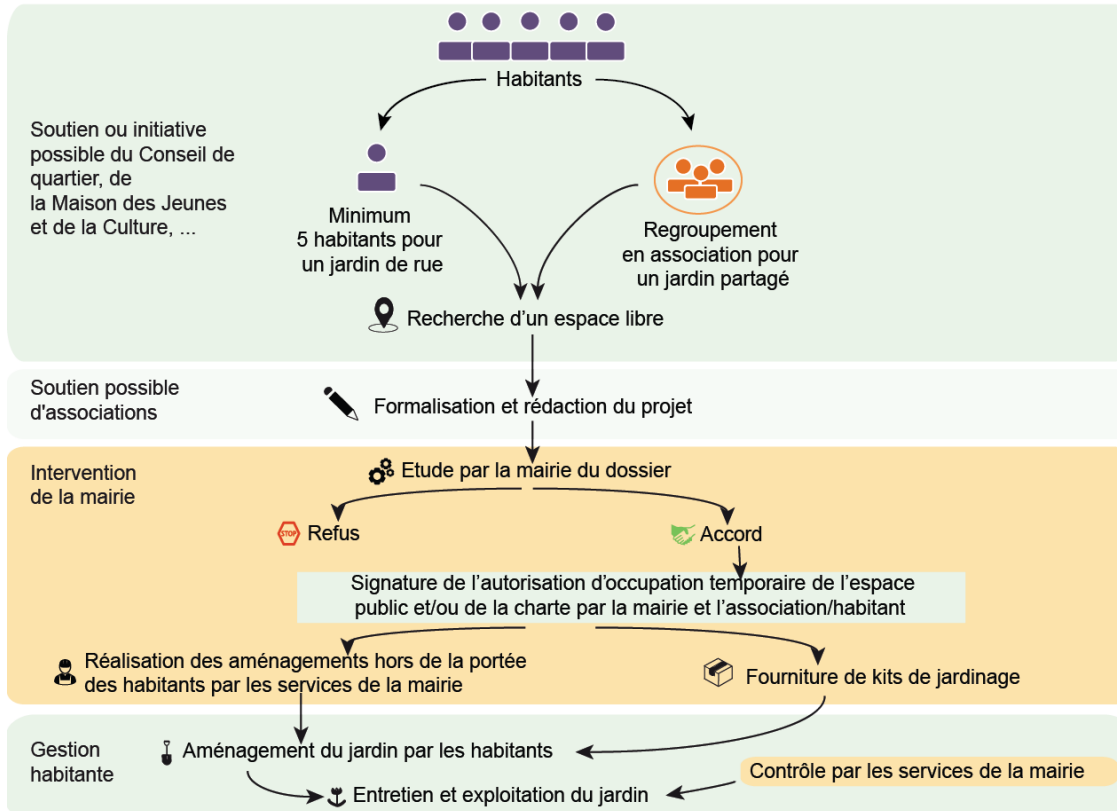 Habitants
Soutien ou initiative
possible du Conseil de
quartier, de
la Maison des Jeunes
et de la Culture, ...
Minimum
5 habitants pour
un jardin de rue
Regroupement
en association pour
un jardin partagé
Recherche d'un espace libre
Soutien possible
d'associations
Formalisation et rédaction du projet
Intervention
de la mairie
Etude par la mairie du dossier
STOP
Refus
Accord
Signature de l'autorisation d'occupation temporaire de l'espace
public et/ou de la charte par la mairie et l'association/habitant
Réalisation des aménagements hors de la portée
des habitants par les services de la mairie
Fourniture de kits de jardinage
Gestion
habitante
Aménagement du jardin par les habitants
Contrôle par les services de la mairie
Entretien et exploitation du jardin